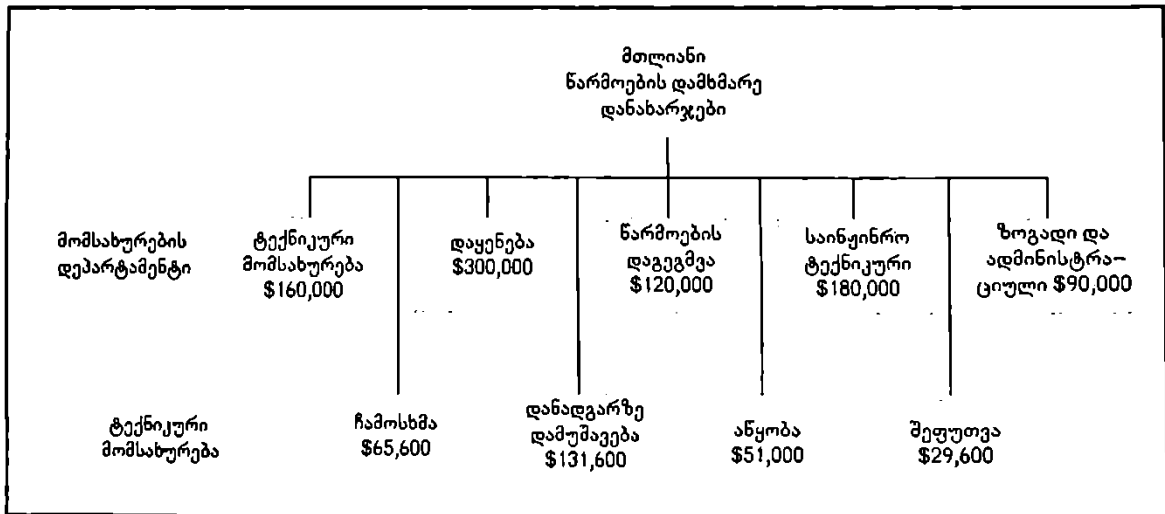 მთლიანი
წარმოების დამხმარე
დანახარჯები
მომსახურების
დეპარტამენტი
ტექნიკური
მომსახურება
$160,000
დაყენება
$300,000
წარმოების
დაგეგმვა
$120,000
საინჟინრო
ტექნიკური
$180,000
ზოგადი და
ადმინისტრა-
ციული $90,000
ტექნიკური
მომსახურება
ჩამოსხმა
$65,600
დანადგარზე
დამუშავება
$131,600
აწყობა
$51,000
შეფუთვა
$29,600